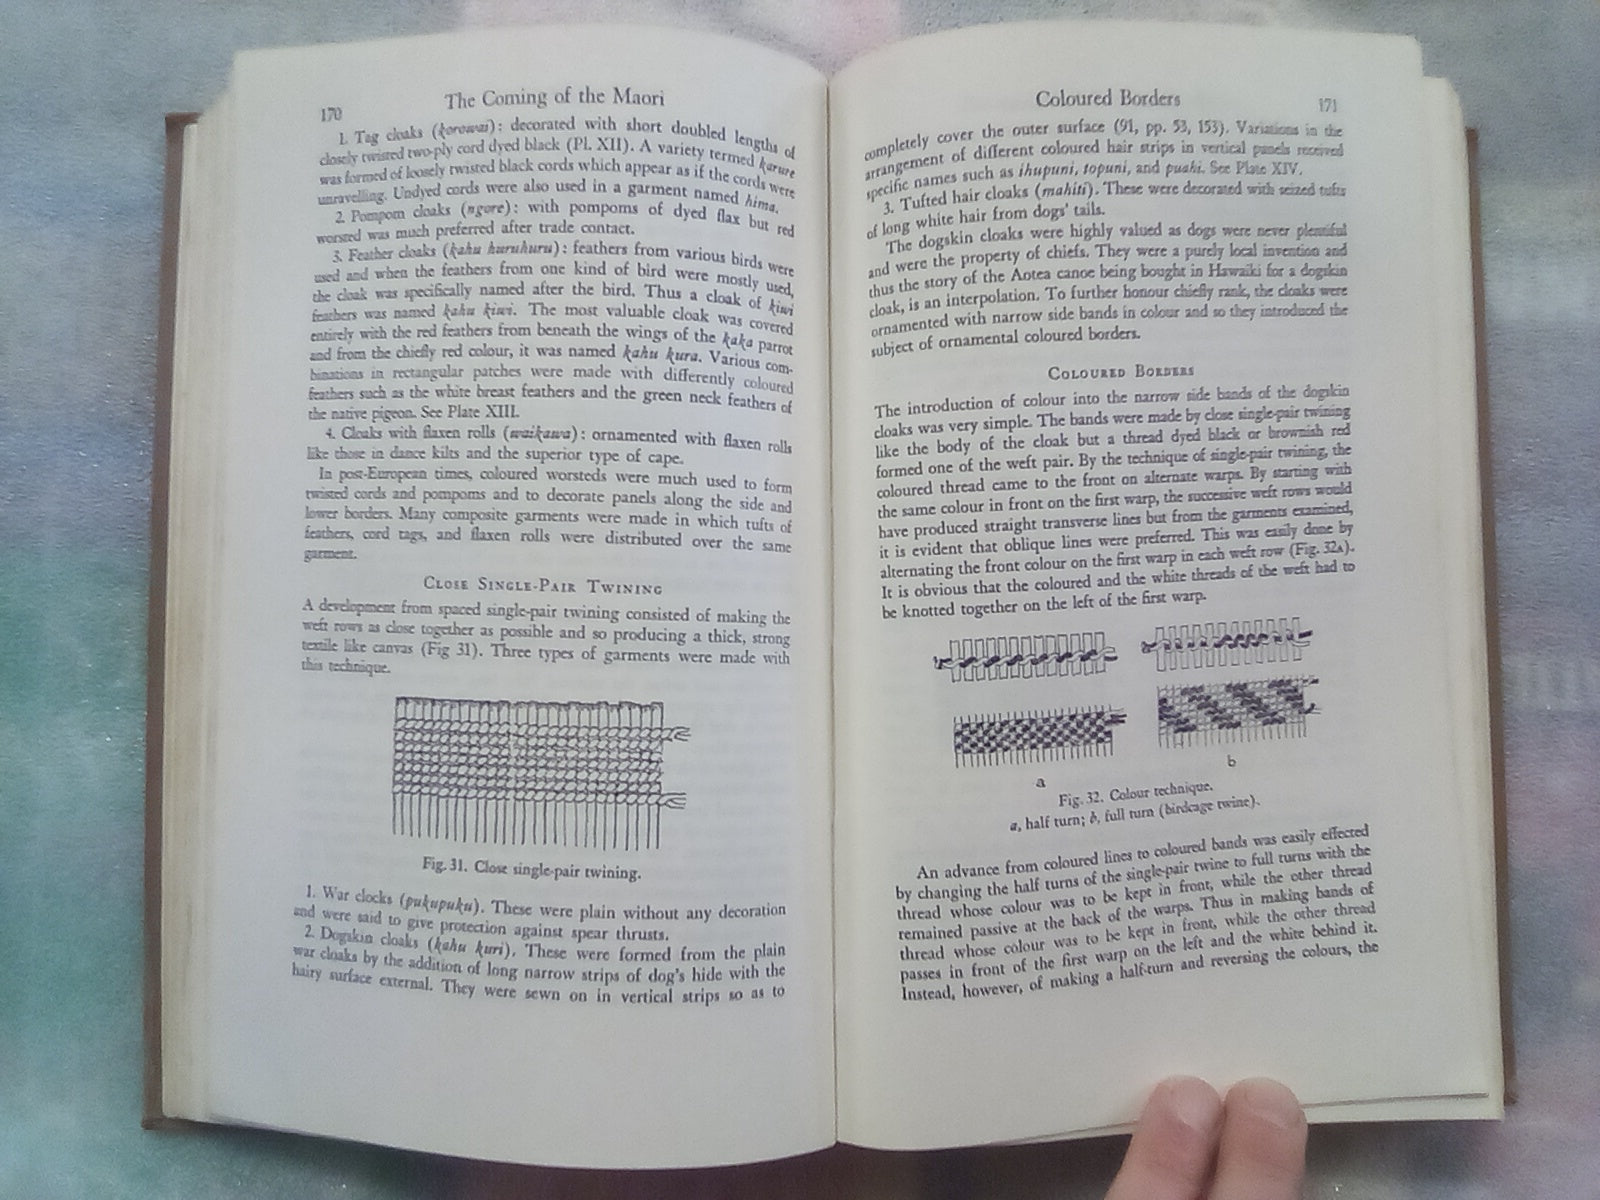 170
The Coming of the Maori
1. Tag cloaks (korowai): decorated with short doubled lengths of
closely twisted two-ply cord dyed black (Pl. XII). A variety termed karure
was formed of loosely twisted black cords which appear as if the cords were
unravelling. Undyed cords were also used in a garment named hima.
2. Pompom cloaks (ngore): with pompoms of dyed flax but red
worsted was much preferred after trade contact.
3. Feather cloaks (kahu huruhuru): feathers from various birds were
used and when the feathers from one kind of bird were mostly used,
the cloak was specifically named after the bird. Thus a cloak of kiwi
feathers was named kahu kiwi. The most valuable cloak was covered
entirely with the red feathers from beneath the wings of the kaka parrot
and from the chiefly red colour, it was named kahu kura. Various com-
binations in rectangular patches were made with differently coloured
feathers such as the white breast feathers and the green neck feathers of
the native pigeon. See Plate XIII.
4. Cloaks with flaxen rolls (waikawa): ornamented with flaxen rolls
like those in dance kilts and the superior type of cape.
In post-European times, coloured worsteds were much used to form
twisted cords and pompoms and to decorate panels along the side and
lower borders. Many composite garments were made in which tufts of
feathers, cord tags, and flaxen rolls were distributed over the same
garment.
Close Single-Pair Twining
A development from spaced single-pair twining consisted of making the
weft rows as close together as possible and so producing a thick, strong
textile like canvas (Fig 31). Three types of garments were made with
this technique.
Fig. 31. Close single-pair twining.
1. War clocks (pukupuku). These were plain without any decoration
and were said to give protection against spear thrusts.
2. Dogskin cloaks (kahu kuri). These were formed from the plain
war cloaks by the addition of long narrow strips of dog's hide with the
hairy surface external. They were sewn on in vertical strips so as to
Coloured Borders
171
completely cover the outer surface (91, pp. 53, 153). Variations in the
arrangement of different coloured hair strips in vertical panels received
specific names such as ihupuni, topuni, and puahi. See Plate XIV.
3. Tufted hair cloaks (mahiti). These were decorated with seized tufts
of long white hair from dogs' tails.
The dogskin cloaks were highly valued as dogs were never plentiful
and were the property of chiefs. They were a purely local invention and
thus the story of the Aotea canoe being bought in Hawaiki for a dogskin
cloak, is an interpolation. To further honour chiefly rank, the cloaks were
ornamented with narrow side bands in colour and so they introduced the
subject of ornamental coloured borders.
Coloured Borders
The introduction of colour into the narrow side bands of the dogskin
cloaks was very simple. The bands were made by close single-pair twining
like the body of the cloak but a thread dyed black or brownish red
formed one of the weft pair. By the technique of single-pair twining, the
coloured thread came to the front on alternate warps. By starting with
the same colour in front on the first warp, the successive weft rows would
have produced straight transverse lines but from the garments examined,
it is evident that oblique lines were preferred. This was easily done by
alternating the front colour on the first warp in each weft row (Fig. 32A).
It is obvious that the coloured and the white threads of the weft had to
be knotted together on the left of the first warp.
a
b
Fig. 32. Colour technique.
a, half turn; b, full turn (birdcage twine).
An advance from coloured lines to coloured bands was easily effected
by changing the half turns of the single-pair twine to full turns with the
thread whose colour was to be kept in front, while the other thread
remained passive at the back of the warps. Thus in making bands of
thread whose colour was to be kept in front, while the other thread
passes in front of the first warp on the left and the white behind it.
Instead, however, of making a half-turn and reversing the colours, the